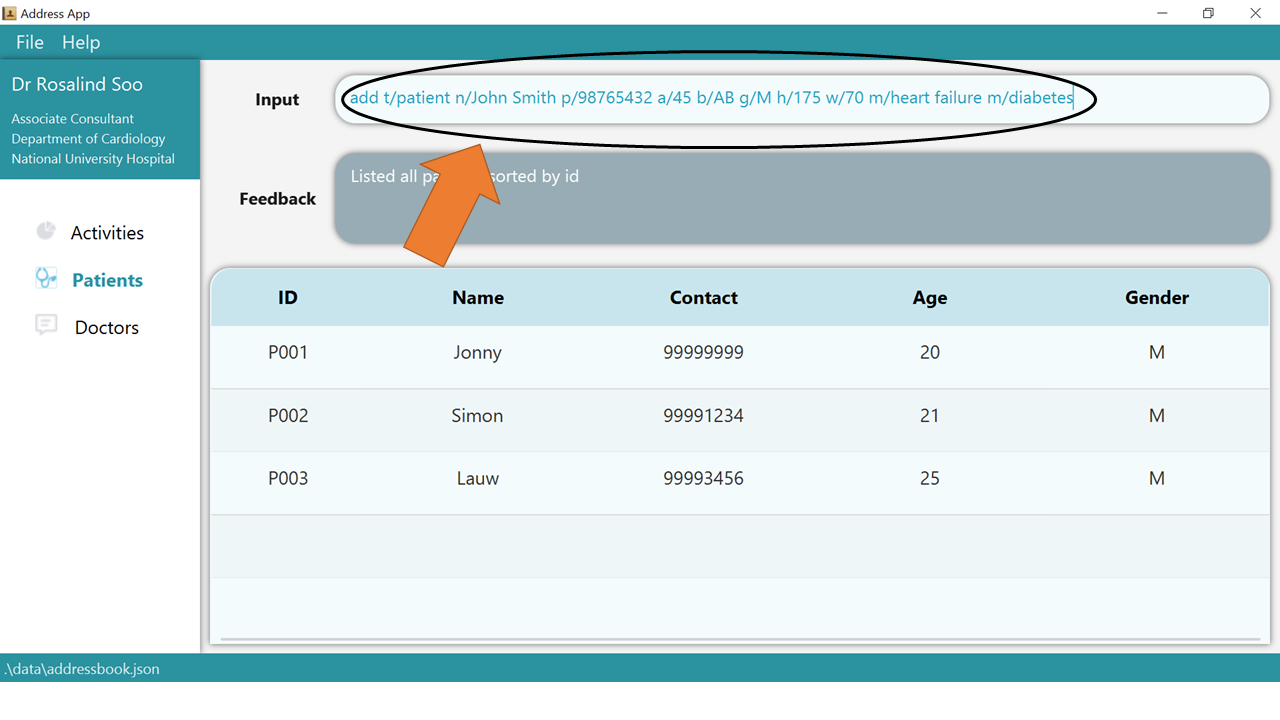 Address App
File Help
Dr Rosalind Soo
Associate Consultant
Department of Cardiology
National University Hospital
Activities
Patients
Doctors
Input
add t/patient n/John Smith p/98765432 a/45 b/AB g/M h/175 w/70 m/heart failure m/diabetes
Feedback
Listed all sorted by id
ID Name Contact Age Gender
P001 Jonny 99999999 20 M
P002 Simon 99991234 21 M
P003 Lauw 99993456 25 M
.\data\addressbook.json